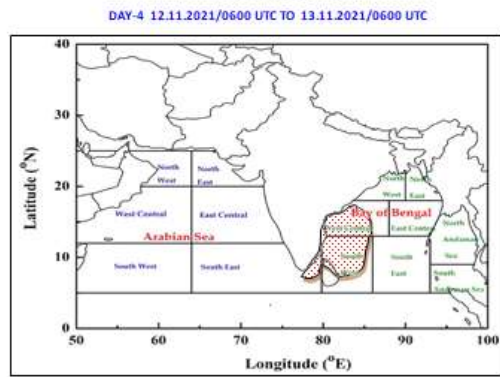 DAY-4 12.11.2021/0600 UTC TO 13.11.2021/0600 UTC
40
30
20
10
0
Latitude (°N)
North West
North East
West Central
East Central
Arabian Sea
South West
South East
North West
North East
Bay of Bengal
East Central
South
South East
North Andaman Sea
South Andaman Sea
50
60
70
80
90
100
Longitude (°E)